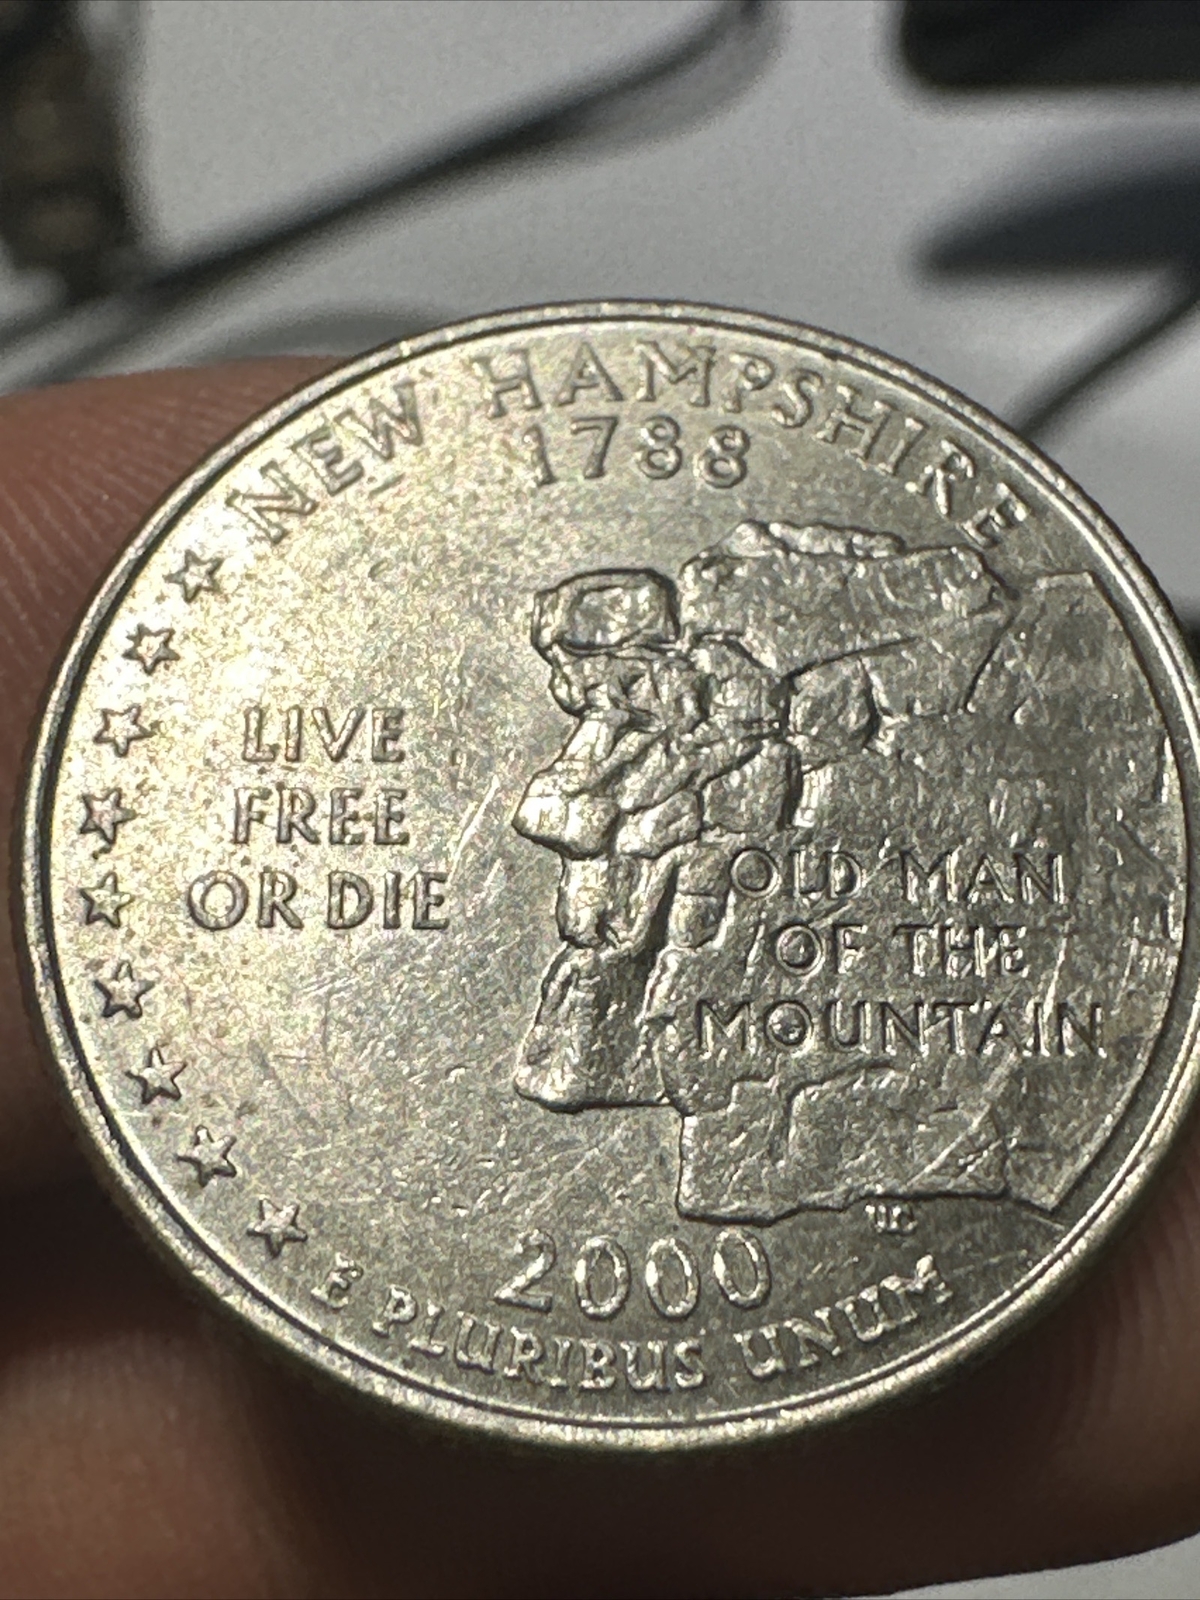 NEW HAMPSHIRE
1788
LIVE
FREE
OR DIE
OLD MAN
OF THE
MOUNTAIN
2000
E PLURIBUS UNUM